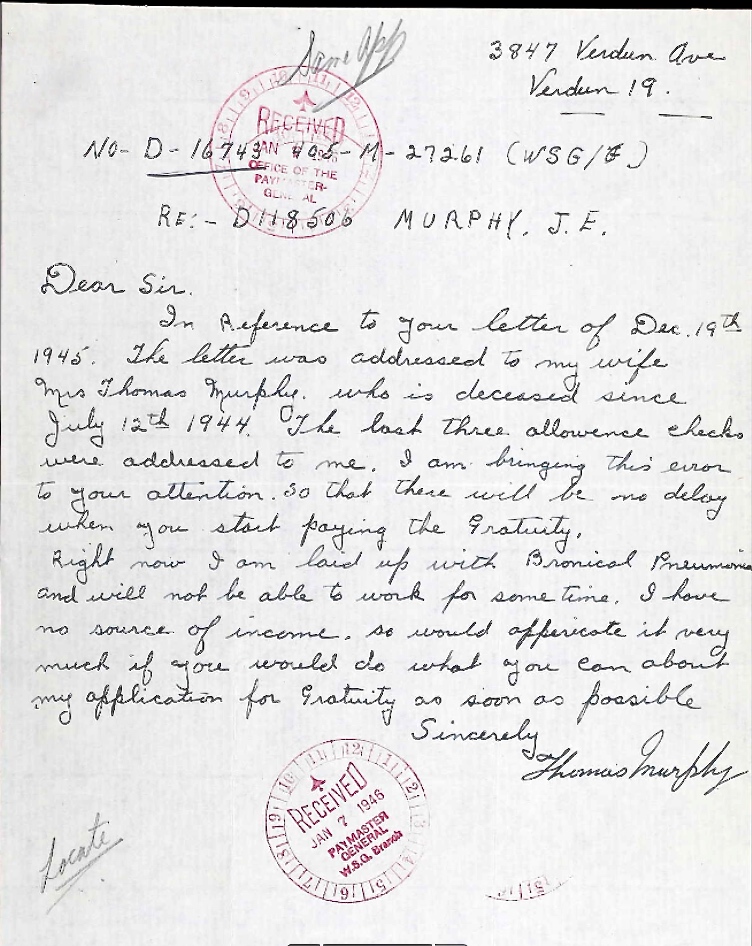 Same App
3847 Verdun Ave
Verdun 19.
RECEIVED
JAN 1946
OFFICE OF THE
PAYMASTER-
GENERAL
NO- D-16743 405-M-27261 (WSG/F)
RE:- D118506 MURPHY, J.E.
Dear Sir.
In Reference to your letter of Dec. 19th
1945. The letter was addressed to my wife
Mrs Thomas Murphy. who is deceased since
July 12th 1944. The last three allowence checks
were addressed to me. I am bringing this error
to your attention. So that there will be no delay
when you start paying the Gratuity.
Right now I am laid up with Bronical Pneumonia
and will not be able to work for some time. I have
no source of income. so would appericate it very
much if you would do what you can about
my application for Gratuity as soon as possible
Sincerely
Thomas Murphy
RECEIVED
JAN 7 1946
PAYMASTER
GENERAL
W.S.G. Branch
Locate